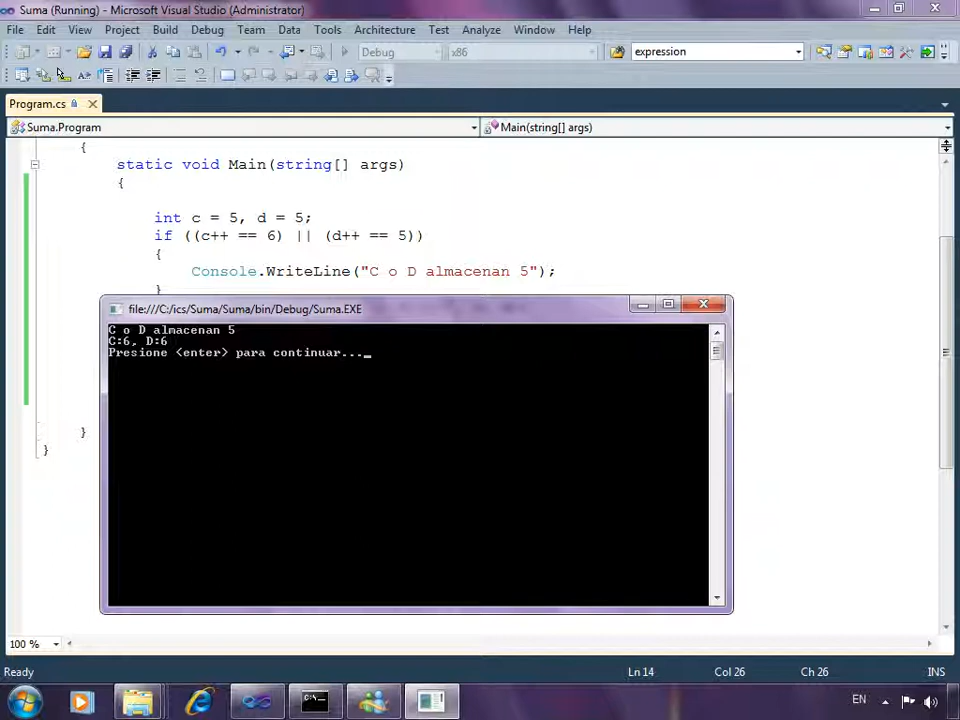 Suma (Running) - Microsoft Visual Studio (Administrator)
File Edit View Project Build Debug Team Data Tools Architecture Test Analyze Window Help
Debug x86 expression
Program.cs
Suma.Program Main(string[] args)
{
static void Main(string[] args)
{
int c = 5, d = 5;
if ((c++ == 6) || (d++ == 5))
{
Console.WriteLine("C o D almacenan 5");
}
file:///C:/ics/Suma/Suma/bin/Debug/Suma.EXE
C o D almacenan 5
C:6, D:6
Presione <enter> para continuar..._
}
}
100 %
Ready Ln 14 Col 26 Ch 26 INS
EN